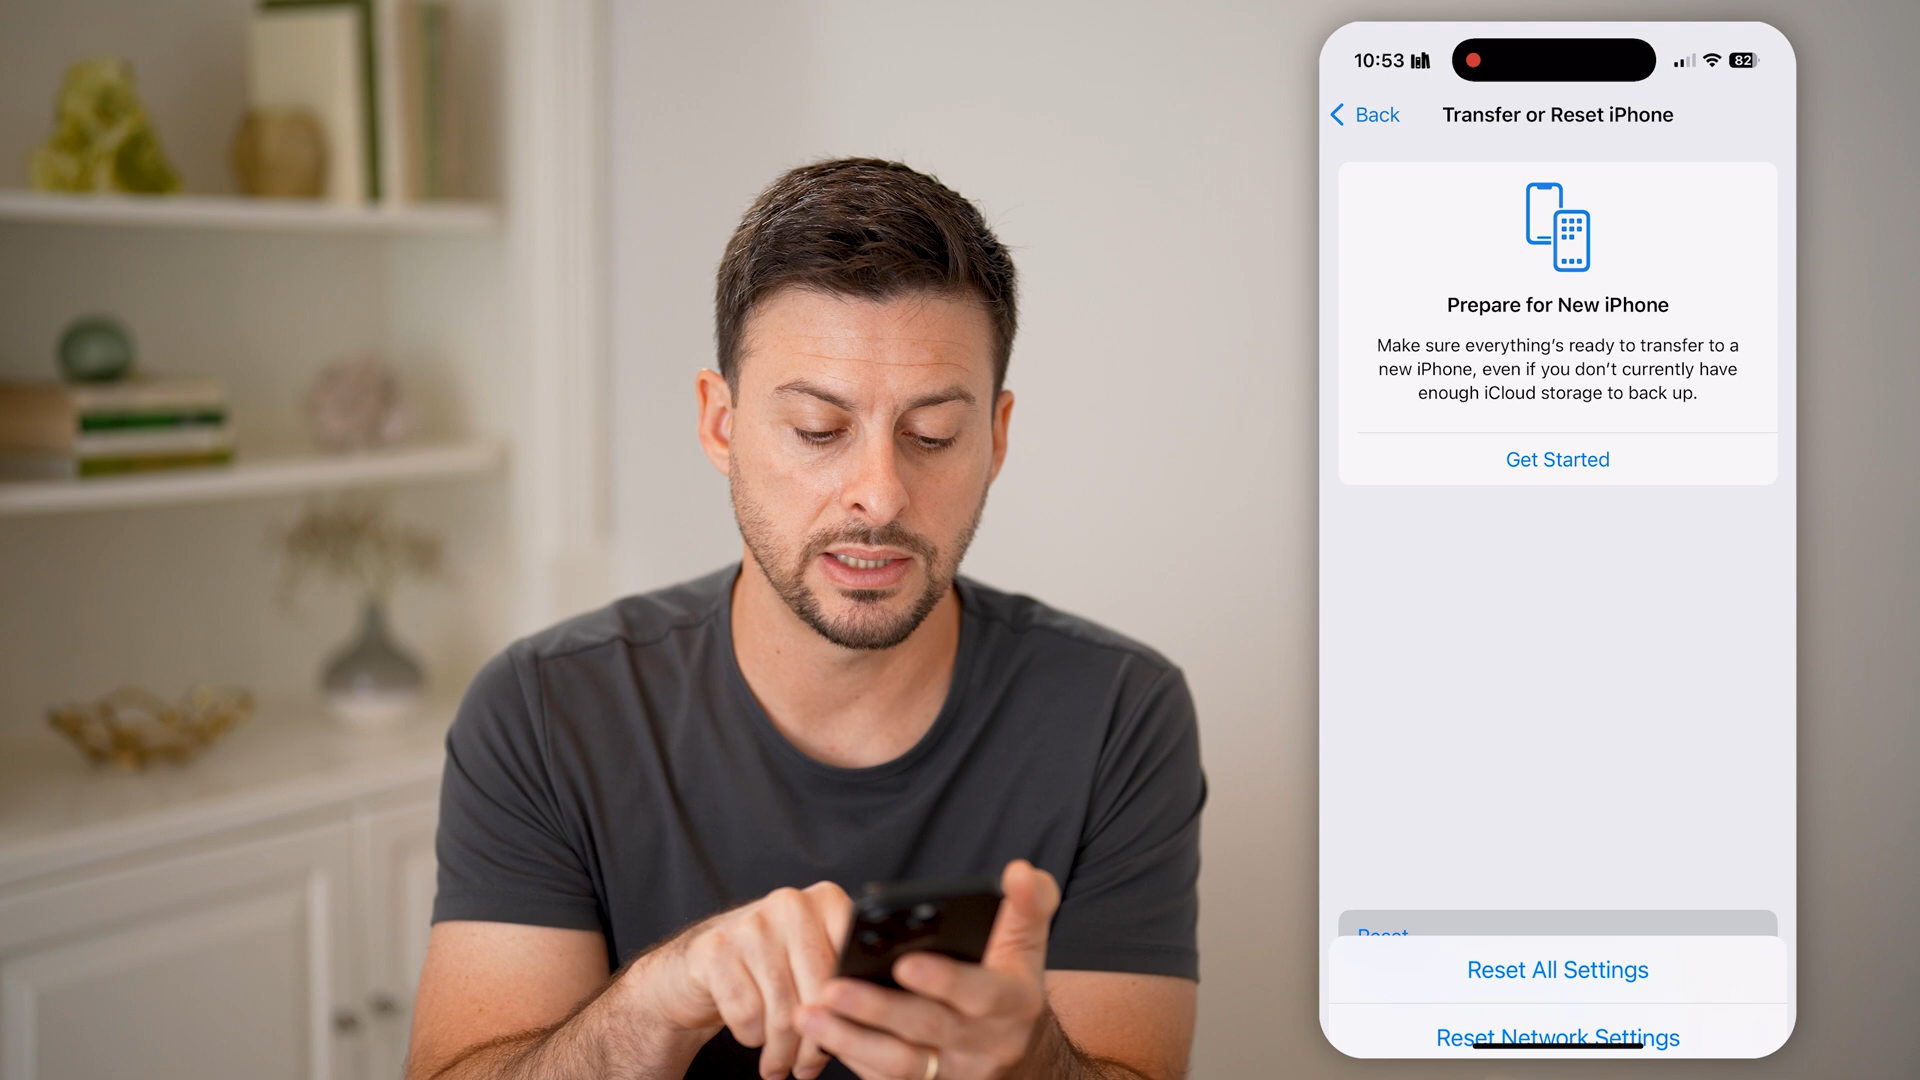 10:53
82
Back
Transfer or Reset iPhone
Prepare for New iPhone
Make sure everything's ready to transfer to a
new iPhone, even if you don't currently have
enough iCloud storage to back up.
Get Started
Reset
Reset All Settings
Reset Network Settings